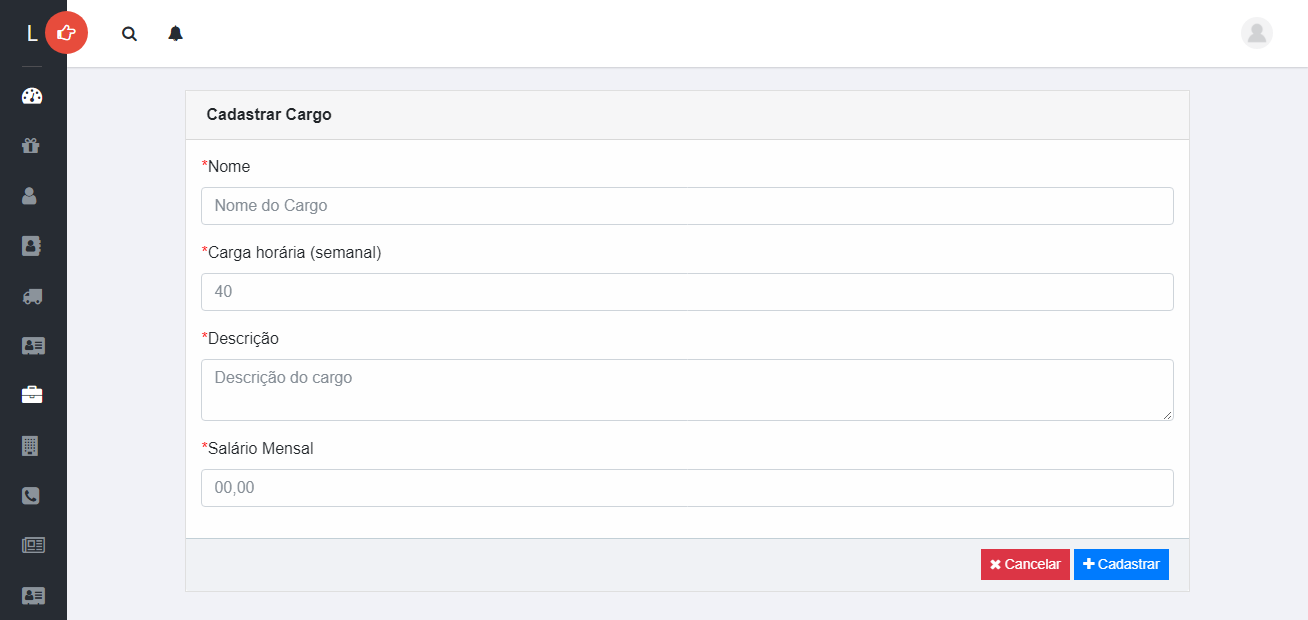 L
Cadastrar Cargo
*Nome
Nome do Cargo
*Carga horária (semanal)
40
*Descrição
Descrição do cargo
*Salário Mensal
00,00
Cancelar
Cadastrar